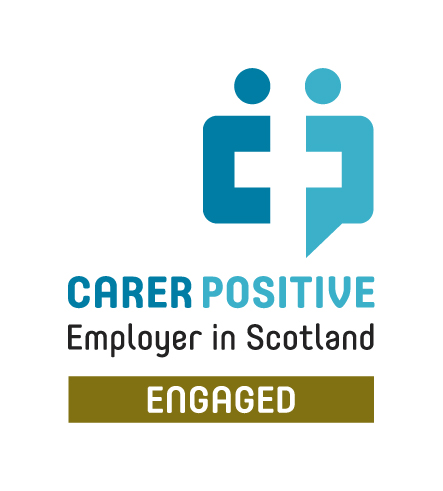 CARER POSITIVE
Employer in Scotland
ENGAGED